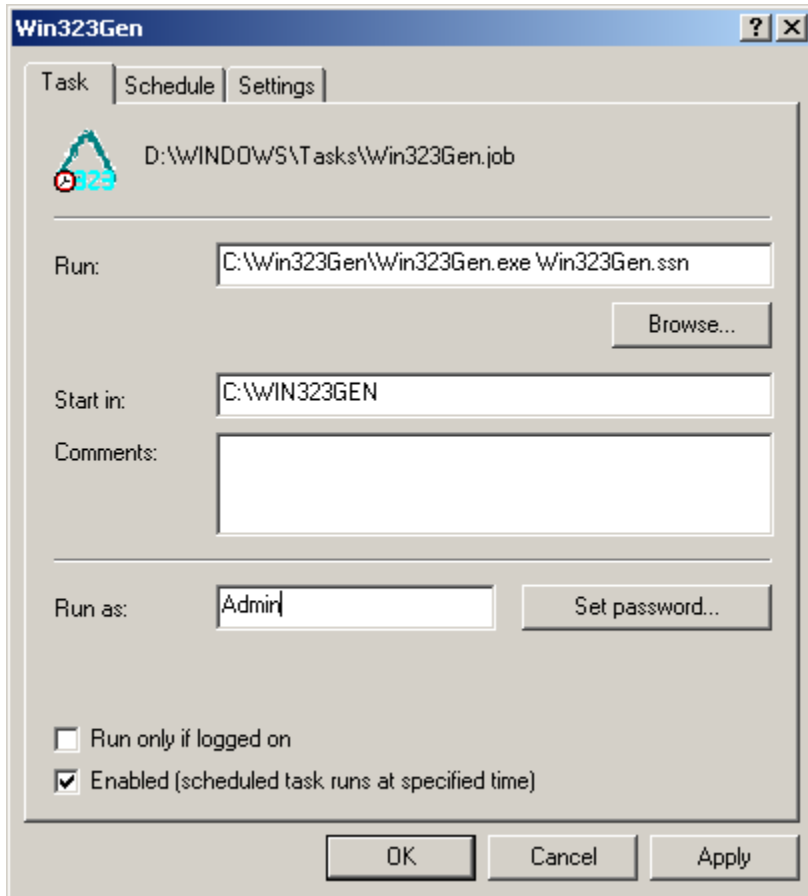 Win323Gen
Task Schedule Settings
323
D:\WINDOWS\Tasks\Win323Gen.job
Run: C:\Win323Gen\Win323Gen.exe Win323Gen.ssn
Browse...
Start in: C:\WIN323GEN
Comments:
Run as: Admin Set password...
Run only if logged on
Enabled (scheduled task runs at specified time)
OK Cancel Apply